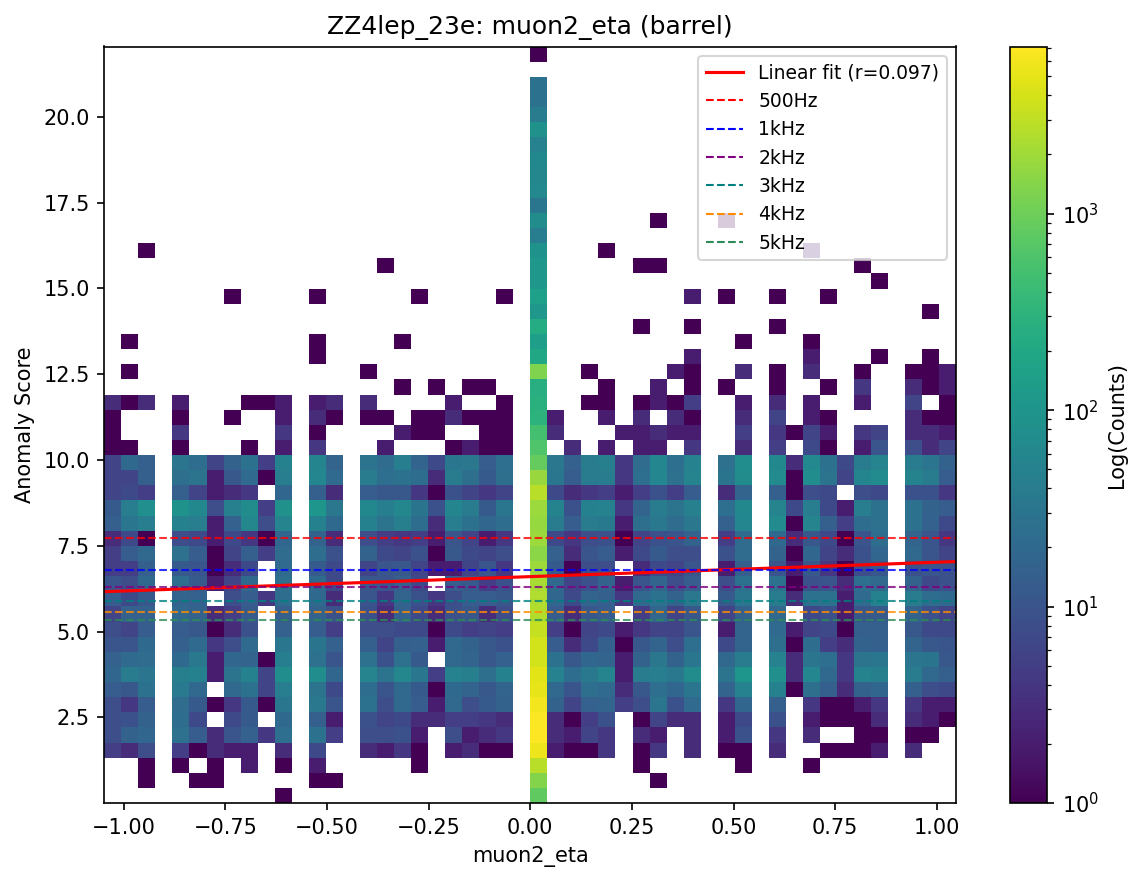 ZZ4lep_23e: muon2_eta (barrel)
Linear fit (r=0.097)
500Hz
1kHz
2kHz
3kHz
4kHz
5kHz
20.0
17.5
15.0
12.5
10.0
7.5
5.0
2.5
Anomaly Score
−1.00 −0.75 −0.50 −0.25 0.00 0.25 0.50 0.75 1.00
muon2_eta
10³
10²
10¹
10⁰
Log(Counts)